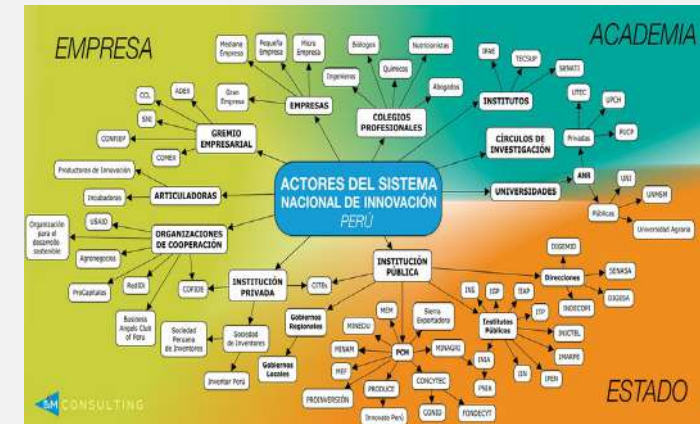 EMPRESA
ACADEMIA
ESTADO
ACTORES DEL SISTEMA
NACIONAL DE INNOVACIÓN
PERÚ
EMPRESAS
Mediana
Empresa
Pequeña
Empresa
Micro
Empresa
Gran
Empresa
COLEGIOS
PROFESIONALES
Ingenieros
Biólogos
Químicos
Nutricionistas
Abogados
INSTITUTOS
IPAE
TECSUP
SENATI
CÍRCULOS DE
INVESTIGACIÓN
UNIVERSIDADES
ANR
Privadas
UTEC
UPCH
PUCP
Públicas
UNI
UNMSM
Universidad Agraria
GREMIO
EMPRESARIAL
ADEX
CCL
SNI
CONFIEP
COMEX
ARTICULADORAS
Productores de Innovación
Incubadoras
ORGANIZACIONES
DE COOPERACIÓN
USAID
Organización
para el
desarrollo
sostenible
Agronegocios
ProCapitales
RedIDi
Business
Angels Club
of Peru
COFIDE
INSTITUCIÓN
PRIVADA
CITEs
Sociedad
de
Inventores
Sociedad
Peruana
de Inventores
Inventar Perú
INSTITUCIÓN
PÚBLICA
Gobiernos
Regionales
Gobiernos
Locales
PCM
MEM
Sierra
Exportadora
MINEDU
MINAM
MEF
PROINVERSIÓN
PRODUCE
Innovate Perú
CONCYTEC
CONID
FONDECYT
MINAGRI
INIA
PNIA
Institutos
Públicos
INS
IGP
IIAP
ITP
INICTEL
IMARPE
IPEN
IIN
Direcciones
DIGEMID
SENASA
DIGESA
INDECOPI
B&M CONSULTING